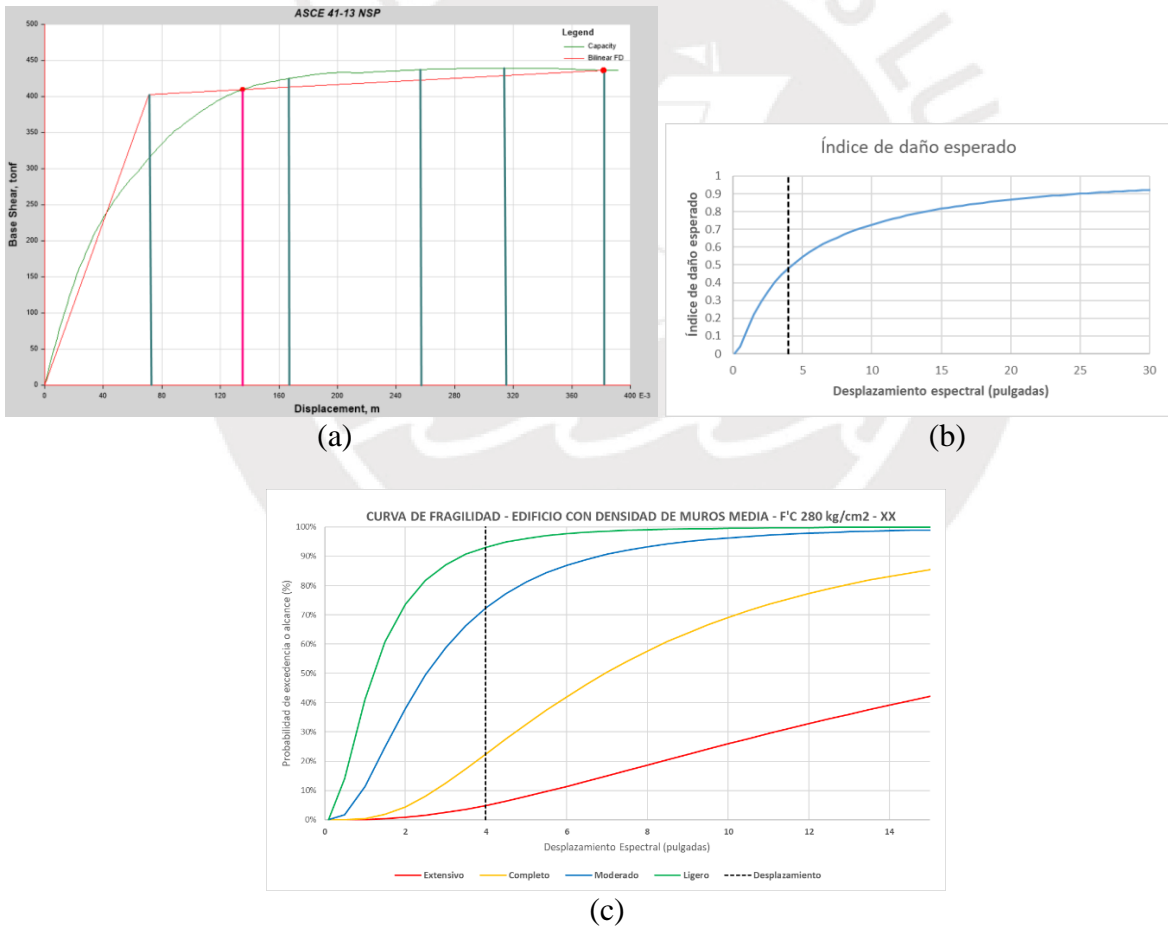 ASCE 41-13 NSP
Legend
Capacity
Bilinear FD
Base Shear, tonf
500
450
400
350
300
250
200
150
100
50
0
0
40
80
120
160
200
240
280
320
360
400 E-3
Displacement, m
(a)
LU
Índice de daño esperado
Índice de daño esperado
1
0.9
0.8
0.7
0.6
0.5
0.4
0.3
0.2
0.1
0
0
5
10
15
20
25
30
Desplazamiento espectral (pulgadas)
(b)
CURVA DE FRAGILIDAD - EDIFICIO CON DENSIDAD DE MUROS MEDIA - F'C 280 kg/cm2 - XX
Probabilidad de excedencia o alcance (%)
100%
90%
80%
70%
60%
50%
40%
30%
20%
10%
0%
0
2
4
6
8
10
12
14
Desplazamiento Espectral (pulgadas)
Extensivo
Completo
Moderado
Ligero
Desplazamiento
(c)